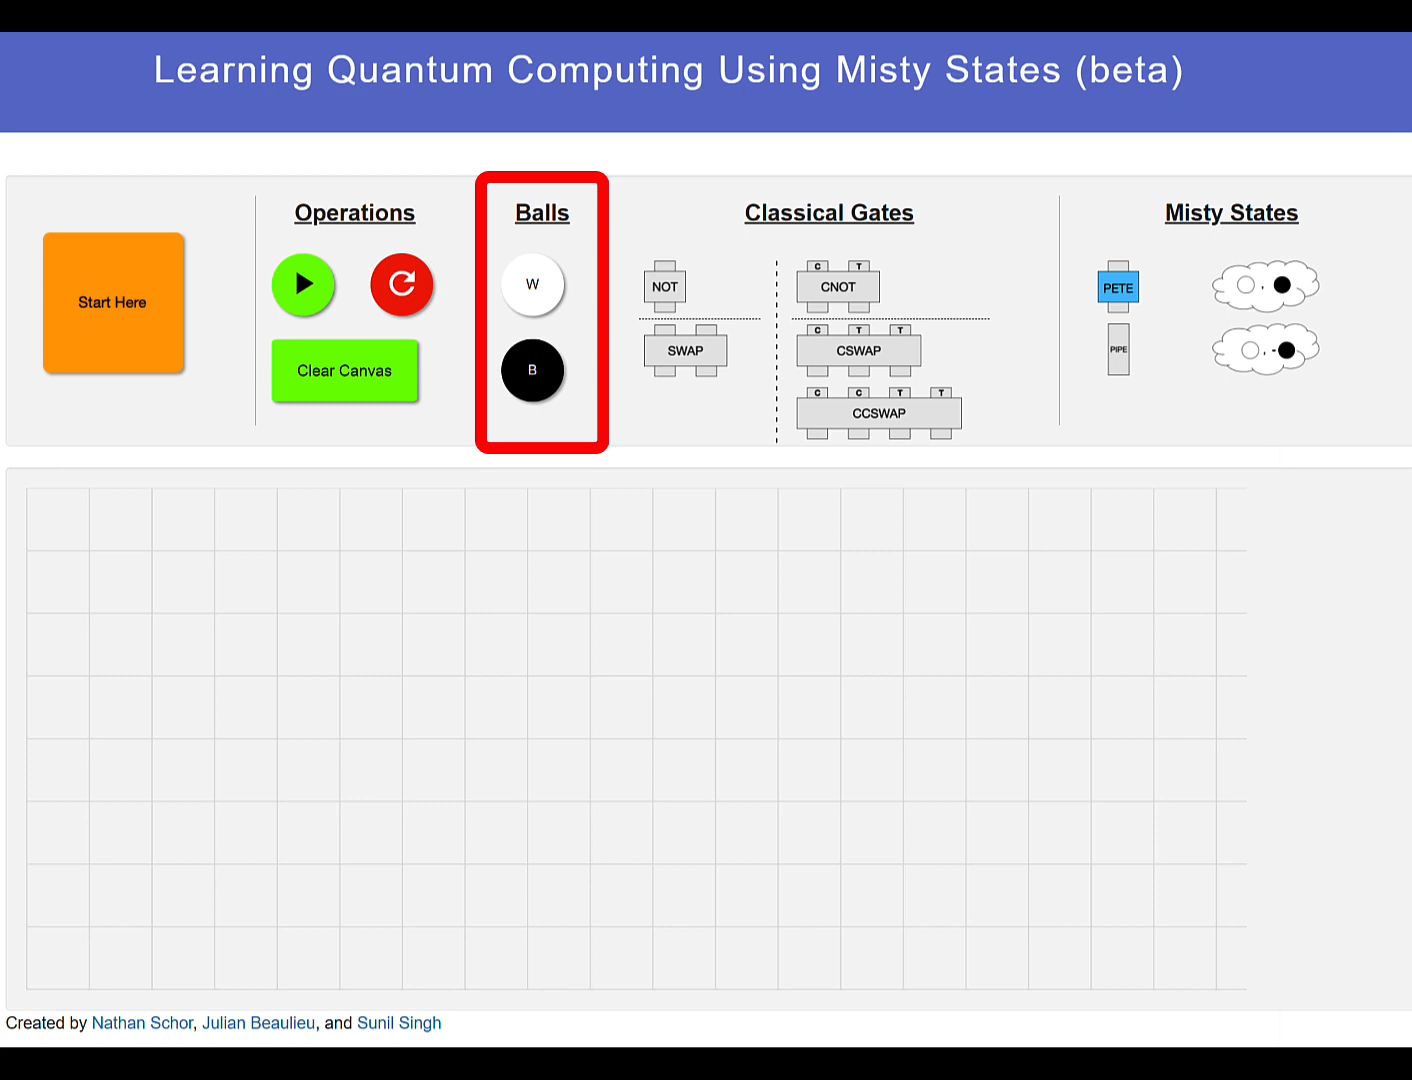 Learning Quantum Computing Using Misty States (beta)
Start Here
Operations
Clear Canvas
Balls
W
B
Classical Gates
NOT
SWAP
C T
CNOT
C T T
CSWAP
C C T T
CCSWAP
Misty States
PETE
PIPE
, 
, -
Created by Nathan Schor, Julian Beaulieu, and Sunil Singh